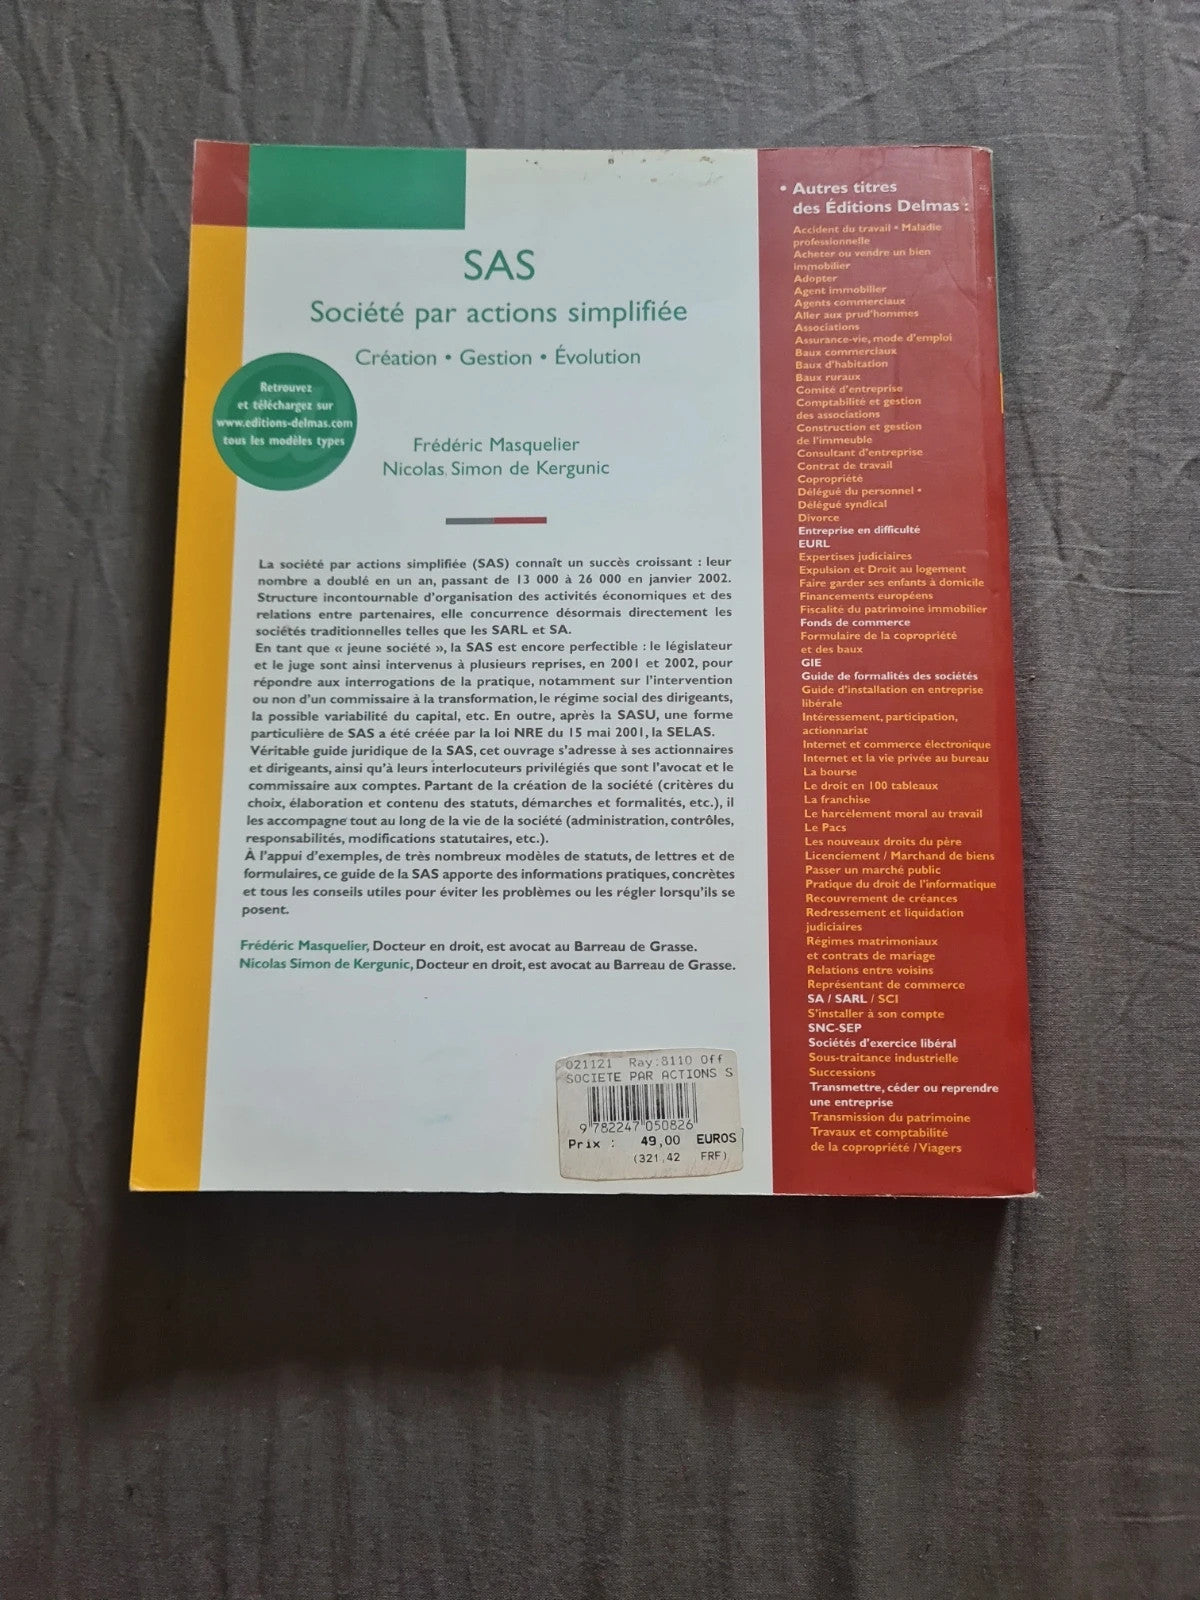 SAS
Société par actions simplifiée
Création • Gestion • Évolution
Retrouvez
et téléchargez sur
www.editions-delmas.com
tous les modèles types
Frédéric Masquelier
Nicolas Simon de Kergunic
La société par actions simplifiée (SAS) connaît un succès croissant : leur
nombre a doublé en un an, passant de 13 000 à 26 000 en janvier 2002.
Structure incontournable d'organisation des activités économiques et des
relations entre partenaires, elle concurrence désormais directement les
sociétés traditionnelles telles que les SARL et SA.
En tant que « jeune société », la SAS est encore perfectible : le législateur
et le juge sont ainsi intervenus à plusieurs reprises, en 2001 et 2002, pour
répondre aux interrogations de la pratique, notamment sur l'intervention
ou non d'un commissaire à la transformation, le régime social des dirigeants,
la possible variabilité du capital, etc. En outre, après la SASU, une forme
particulière de SAS a été créée par la loi NRE du 15 mai 2001, la SELAS.
Véritable guide juridique de la SAS, cet ouvrage s'adresse à ses actionnaires
et dirigeants, ainsi qu'à leurs interlocuteurs privilégiés que sont l'avocat et le
commissaire aux comptes. Partant de la création de la société (critères du
choix, élaboration et contenu des statuts, démarches et formalités, etc.), il
les accompagne tout au long de la vie de la société (administration, contrôles,
responsabilités, modifications statutaires, etc.).
À l'appui d'exemples, de très nombreux modèles de statuts, de lettres et de
formulaires, ce guide de la SAS apporte des informations pratiques, concrètes
et tous les conseils utiles pour éviter les problèmes ou les régler lorsqu'ils se
posent.
Frédéric Masquelier, Docteur en droit, est avocat au Barreau de Grasse.
Nicolas Simon de Kergunic, Docteur en droit, est avocat au Barreau de Grasse.
021121 Ray:8110 Off
SOCIETE PAR ACTIONS S
9 782247 050826
Prix : 49,00 EUROS
(321,42 FRF)
• Autres titres
des Éditions Delmas :
Accident du travail • Maladie
professionnelle
Acheter ou vendre un bien
immobilier
Adopter
Agent immobilier
Agents commerciaux
Aller aux prud'hommes
Associations
Assurance-vie, mode d'emploi
Baux commerciaux
Baux d'habitation
Baux ruraux
Comité d'entreprise
Comptabilité et gestion
des associations
Construction et gestion
de l'immeuble
Consultant d'entreprise
Contrat de travail
Copropriété
Délégué du personnel •
Délégué syndical
Divorce
Entreprise en difficulté
EURL
Expertises judiciaires
Expulsion et Droit au logement
Faire garder ses enfants à domicile
Financements européens
Fiscalité du patrimoine immobilier
Fonds de commerce
Formulaire de la copropriété
et des baux
GIE
Guide de formalités des sociétés
Guide d'installation en entreprise
libérale
Intéressement, participation,
actionnariat
Internet et commerce électronique
Internet et la vie privée au bureau
La bourse
Le droit en 100 tableaux
La franchise
Le harcèlement moral au travail
Le Pacs
Les nouveaux droits du père
Licenciement / Marchand de biens
Passer un marché public
Pratique du droit de l'informatique
Recouvrement de créances
Redressement et liquidation
judiciaires
Régimes matrimoniaux
et contrats de mariage
Relations entre voisins
Représentant de commerce
SA / SARL / SCI
S'installer à son compte
SNC-SEP
Sociétés d'exercice libéral
Sous-traitance industrielle
Successions
Transmettre, céder ou reprendre
une entreprise
Transmission du patrimoine
Travaux et comptabilité
de la copropriété / Viagers